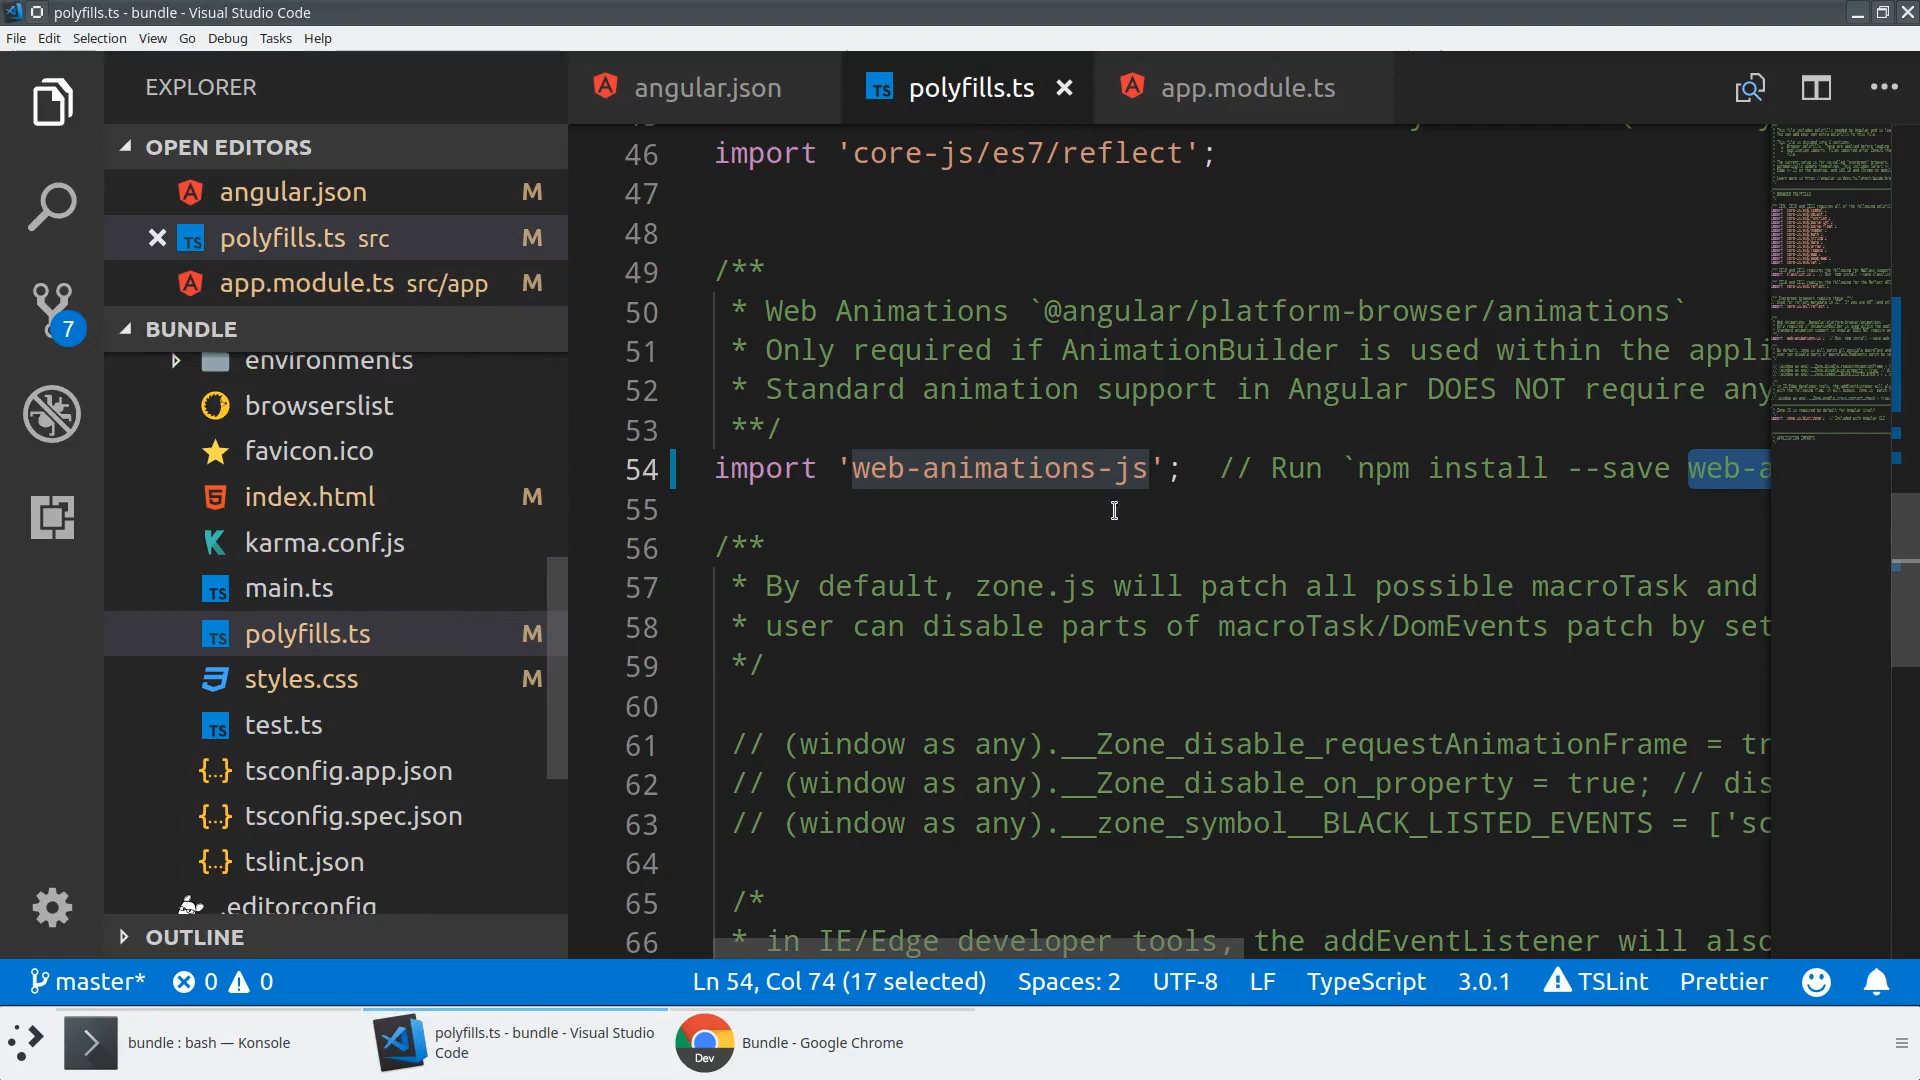 polyfills.ts - bundle - Visual Studio Code
File Edit Selection View Go Debug Tasks Help
EXPLORER
OPEN EDITORS
angular.json M
polyfills.ts src M
app.module.ts src/app M
BUNDLE
environments
browserslist
favicon.ico
index.html
karma.conf.js
main.ts
polyfills.ts M
styles.css M
test.ts
tsconfig.app.json
tsconfig.spec.json
tslint.json
.editorconfig
OUTLINE
7
angular.json polyfills.ts app.module.ts
46 import 'core-js/es7/reflect';
47
48
49 /**
50 * Web Animations `@angular/platform-browser/animations`
51 * Only required if AnimationBuilder is used within the appli
52 * Standard animation support in Angular DOES NOT require any
53 **/
54 import 'web-animations-js';  // Run `npm install --save web-a
55
56 /**
57 * By default, zone.js will patch all possible macroTask and
58 * user can disable parts of macroTask/DomEvents patch by set
59 */
60
61 // (window as any).__Zone_disable_requestAnimationFrame = tr
62 // (window as any).__Zone_disable_on_property = true; // dis
63 // (window as any).__zone_symbol__BLACK_LISTED_EVENTS = ['sc
64
65 /*
66 * in IE/Edge developer tools, the addEventListener will also
master* 0 0 Ln 54, Col 74 (17 selected) Spaces: 2 UTF-8 LF TypeScript 3.0.1 TSLint Prettier
bundle : bash — Konsole
polyfills.ts - bundle - Visual Studio Code
Dev
Bundle - Google Chrome